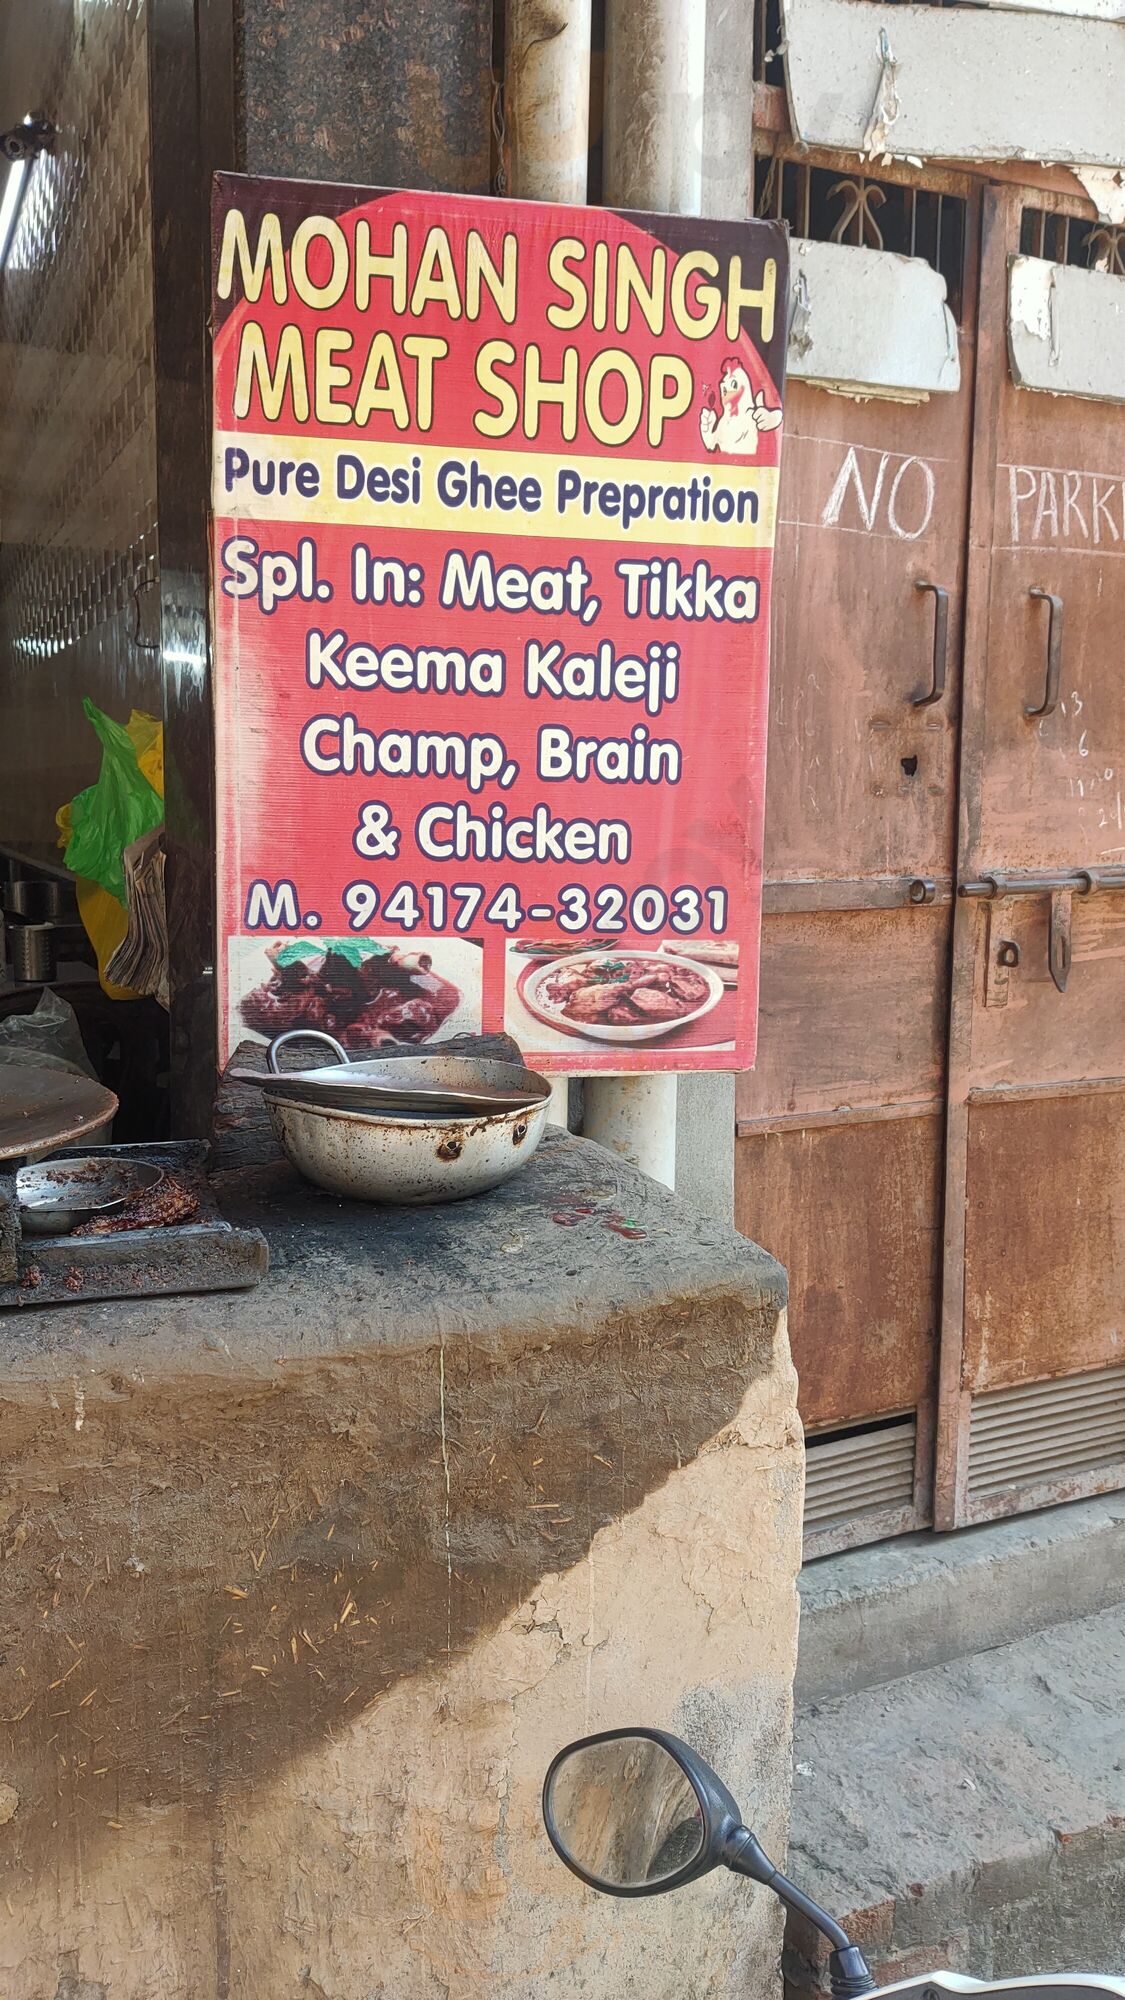 MOHAN SINGH
MEAT SHOP
Pure Desi Ghee Prepration
Spl. In: Meat, Tikka
Keema Kaleji
Champ, Brain
& Chicken
M. 94174-32031
NO PARK